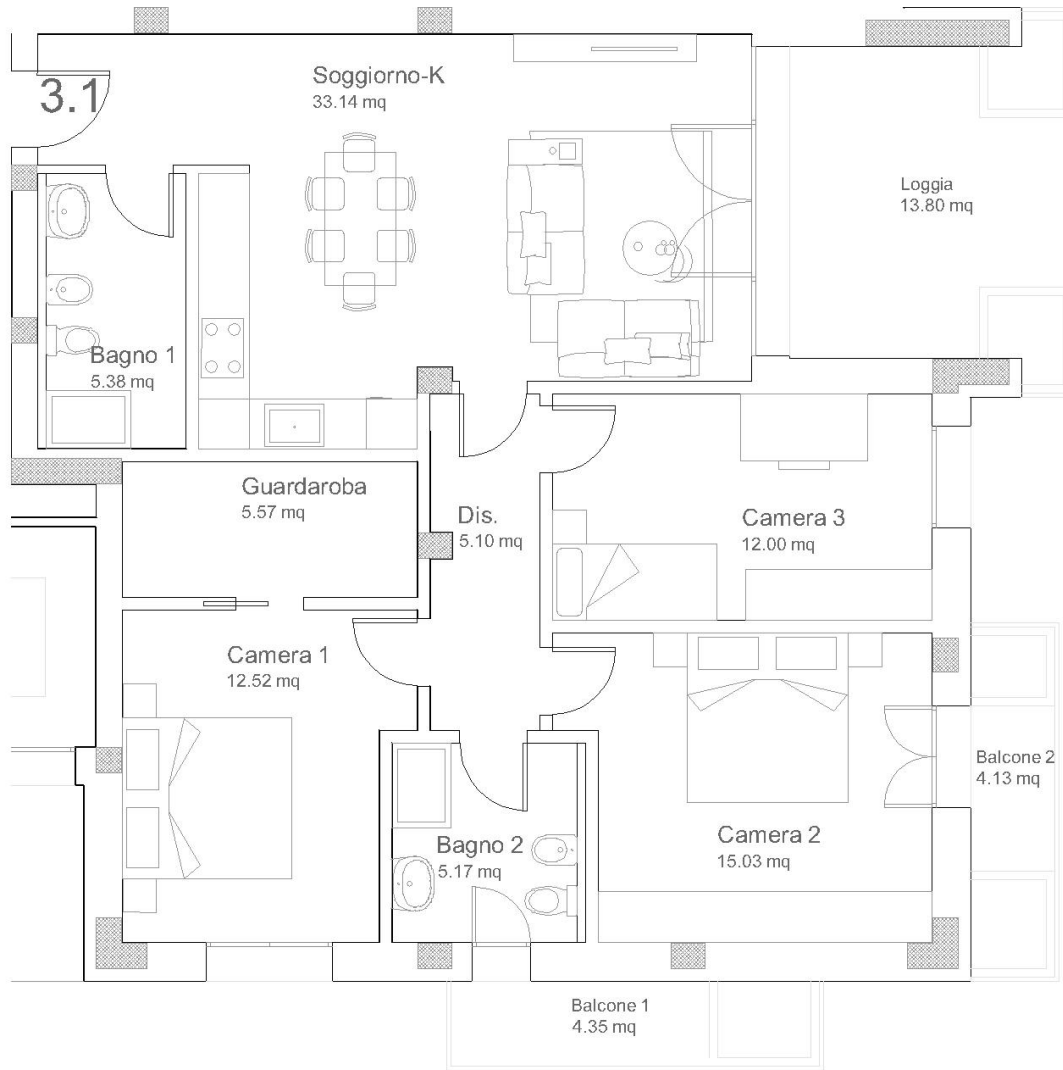 3.1
Soggiorno-K
33.14 mq
Loggia
13.80 mq
Bagno 1
5.38 mq
Guardaroba
5.57 mq
Dis.
5.10 mq
Camera 3
12.00 mq
Camera 1
12.52 mq
Balcone 2
4.13 mq
Camera 2
15.03 mq
Bagno 2
5.17 mq
Balcone 1
4.35 mq